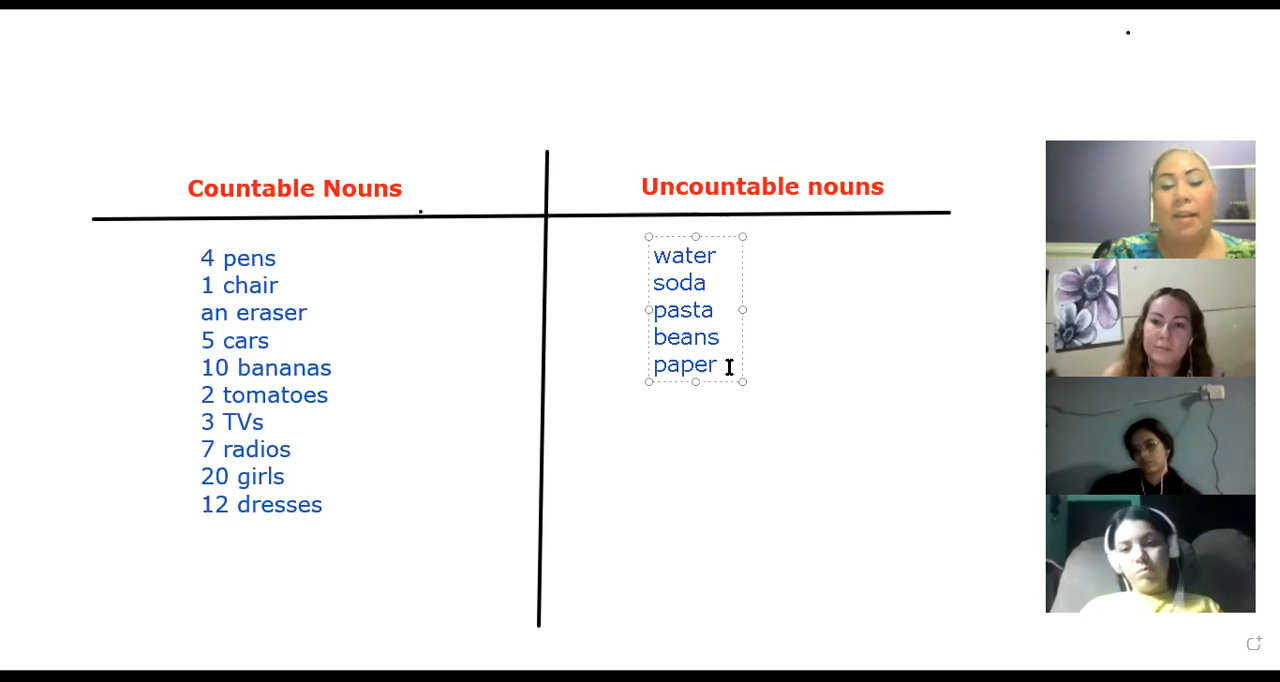 Countable Nouns
4 pens
1 chair
an eraser
5 cars
10 bananas
2 tomatoes
3 TVs
7 radios
20 girls
12 dresses
Uncountable nouns
water
soda
pasta
beans
paper